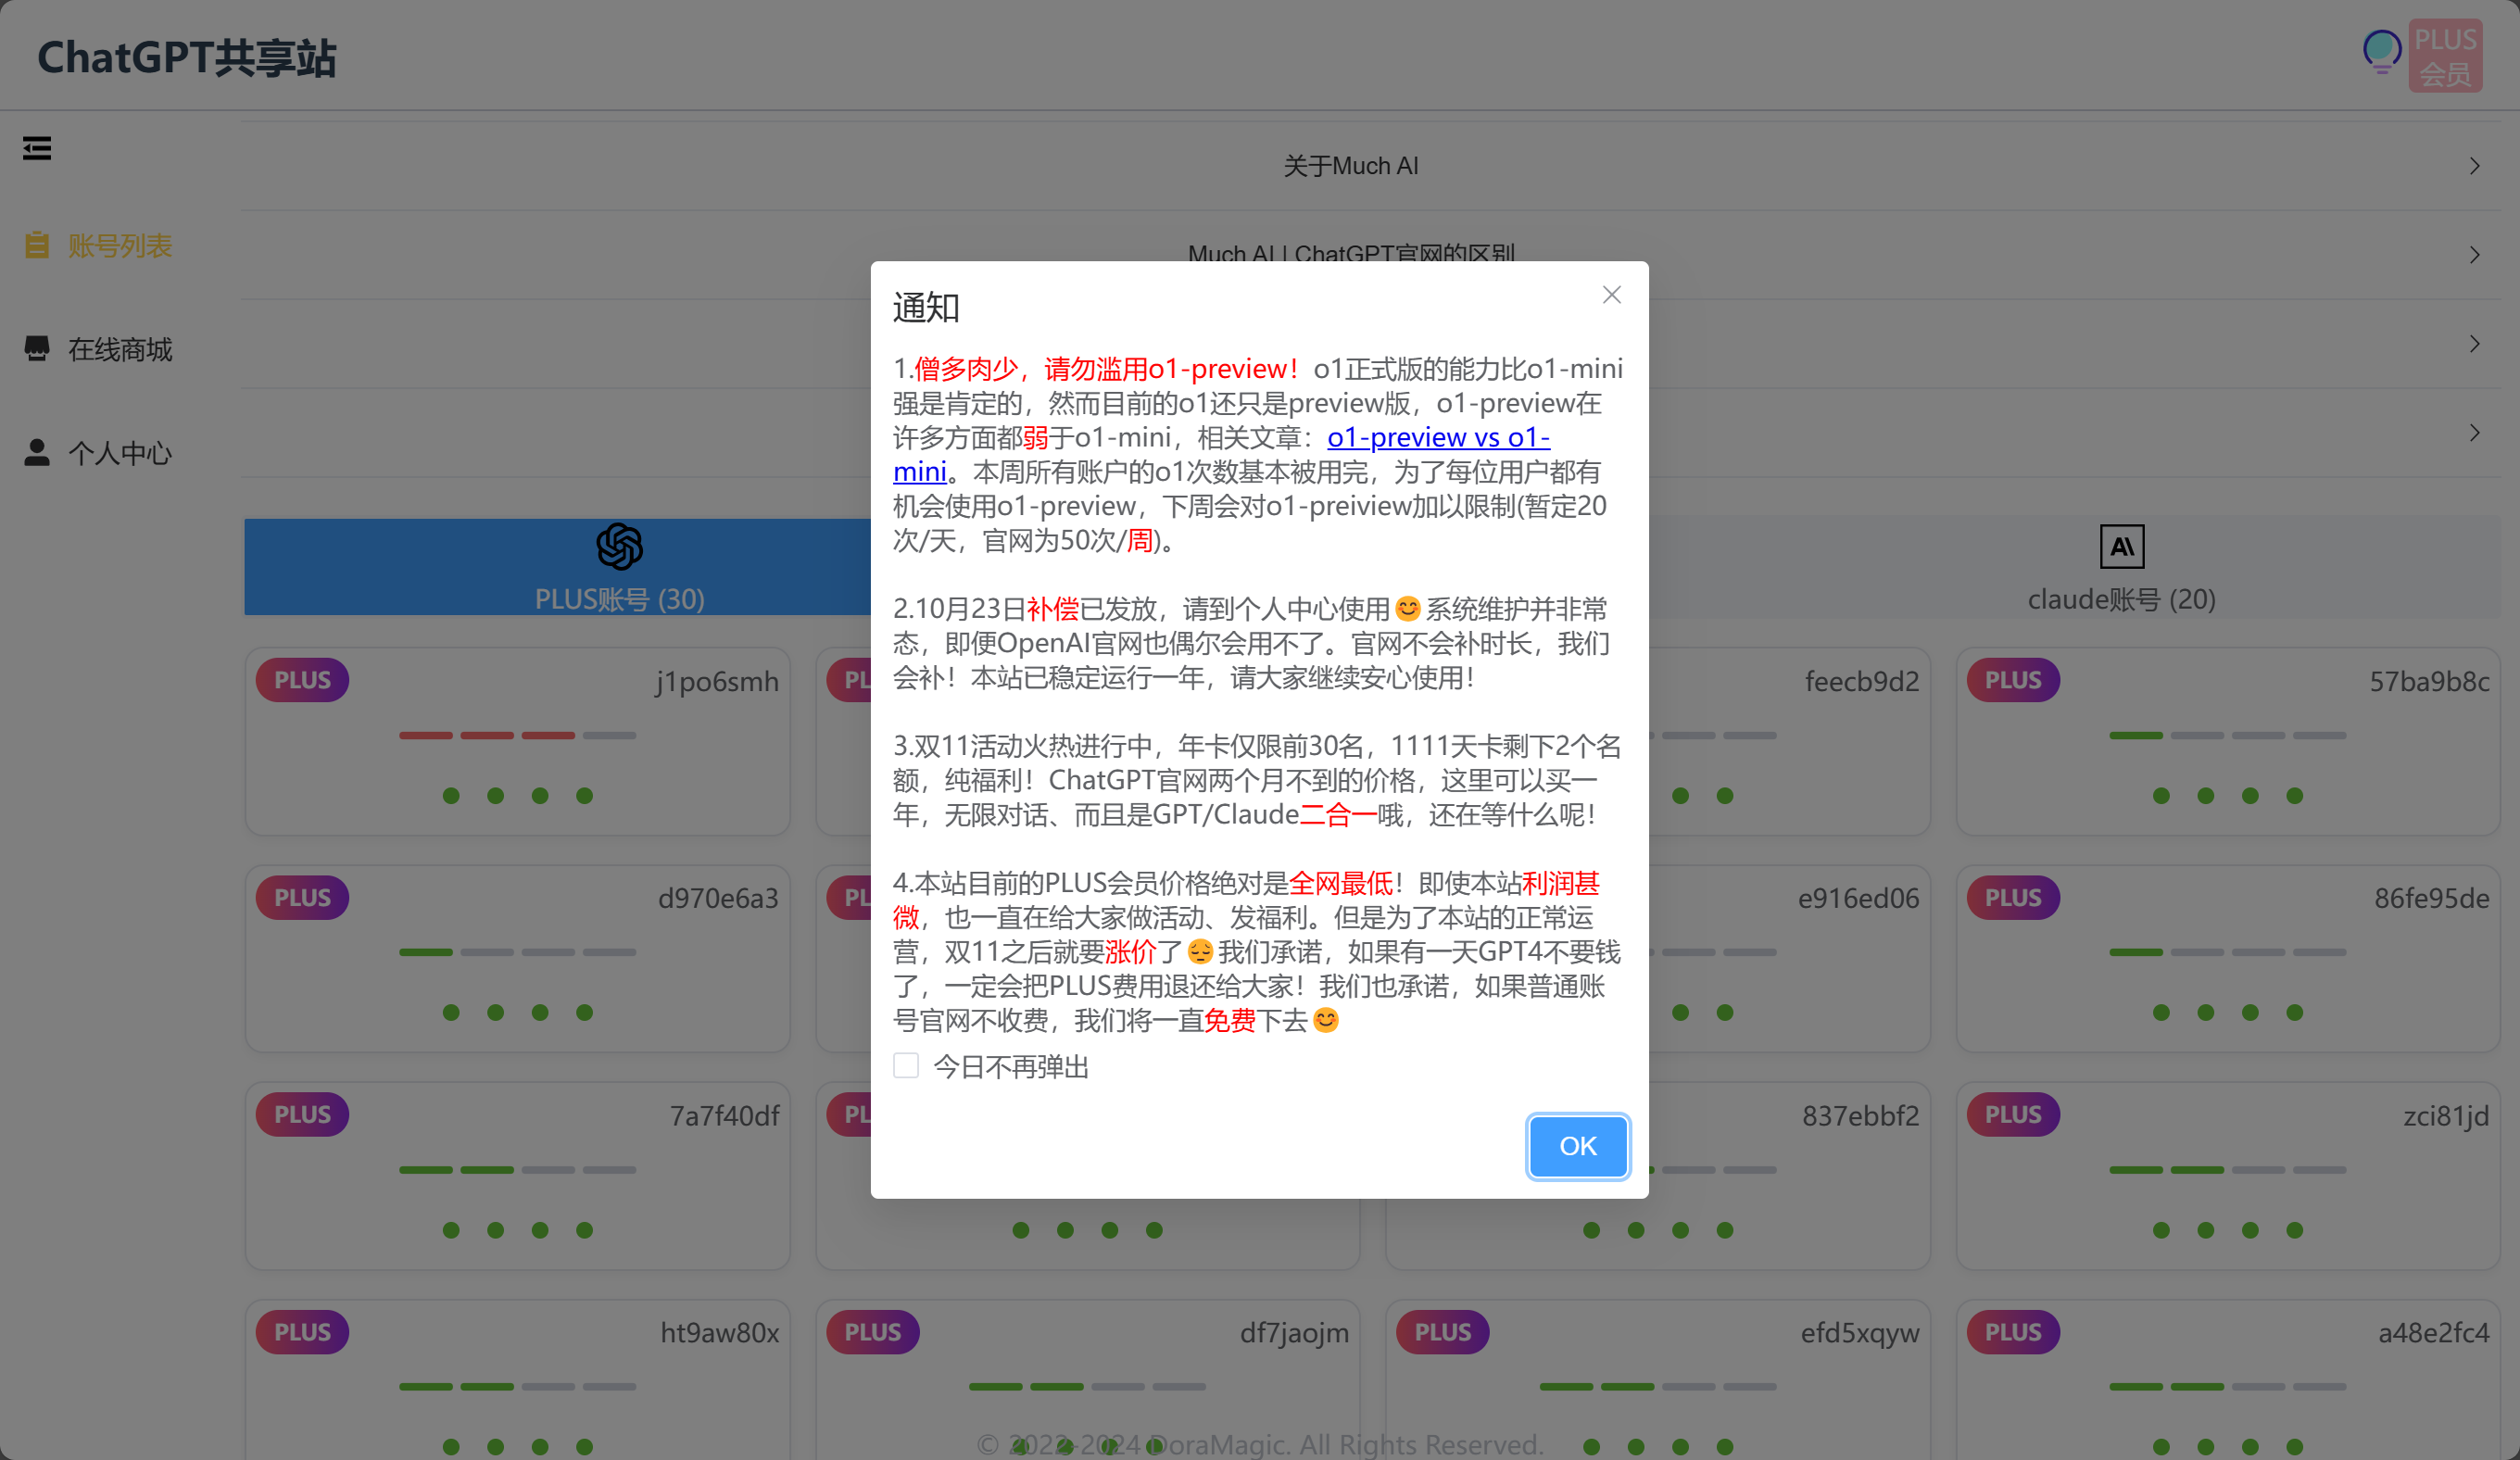 ChatGPT共享站
PLUS
会员
关于Much AI
账号列表
Much AI | ChatGPT官网的区别
在线商城
个人中心
通知
1.僧多肉少，请勿滥用o1-preview！o1正式版的能力比o1-mini
强是肯定的，然而目前的o1还只是preview版，o1-preview在
许多方面都弱于o1-mini，相关文章：o1-preview vs o1-
mini。本周所有账户的o1次数基本被用完，为了每位用户都有
机会使用o1-preview，下周会对o1-preiview加以限制(暂定20
次/天，官网为50次/周)。
2.10月23日补偿已发放，请到个人中心使用😊系统维护并非常
态，即便OpenAI官网也偶尔会用不了。官网不会补时长，我们
会补！本站已稳定运行一年，请大家继续安心使用！
3.双11活动火热进行中，年卡仅限前30名，1111天卡剩下2个名
额，纯福利！ChatGPT官网两个月不到的价格，这里可以买一
年，无限对话、而且是GPT/Claude二合一哦，还在等什么呢！
4.本站目前的PLUS会员价格绝对是全网最低！即使本站利润甚
微，也一直在给大家做活动、发福利。但是为了本站的正常运
营，双11之后就要涨价了😔我们承诺，如果有一天GPT4不要钱
了，一定会把PLUS费用退还给大家！我们也承诺，如果普通账
号官网不收费，我们将一直免费下去😊
今日不再弹出
OK
PLUS账号 (30)
claude账号 (20)
PLUS j1po6smh
PL
feecb9d2
PLUS 57ba9b8c
PLUS d970e6a3
PL
e916ed06
PLUS 86fe95de
PLUS 7a7f40df
PL
837ebbf2
PLUS zci81jd
PLUS ht9aw80x
PLUS df7jaojm
PLUS efd5xqyw
PLUS a48e2fc4
© 2022-2024 DoraMagic. All Rights Reserved.